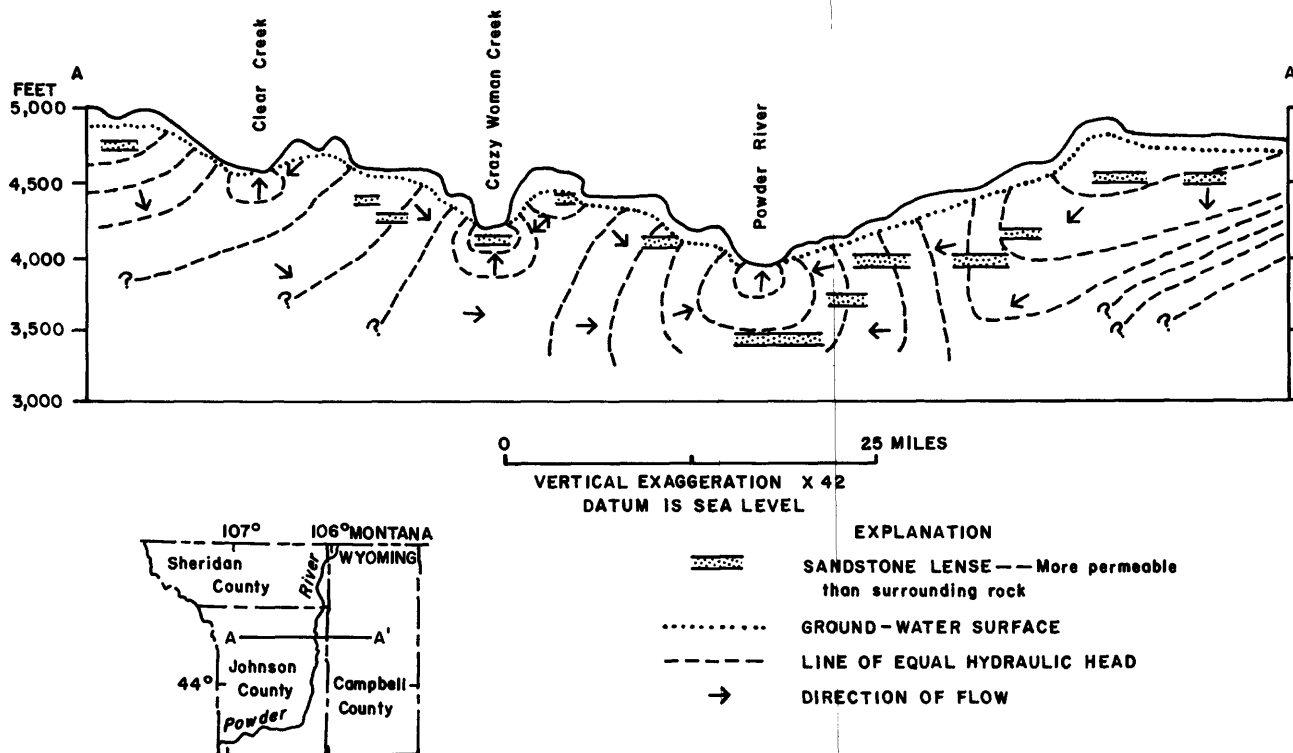 Clear Creek
Crazy Woman Creek
Powder River
A
A
FEET
5,000
4,500
4,000
3,500
3,000
?
?
?
?
?
?
0
25 MILES
VERTICAL EXAGGERATION X 42
DATUM IS SEA LEVEL
107°
106° MONTANA
WYOMING
Sheridan
County
River
A
A'
Johnson
County
44°
Campbell
County
Powder
EXPLANATION
SANDSTONE LENSE——More permeable
than surrounding rock
GROUND-WATER SURFACE
LINE OF EQUAL HYDRAULIC HEAD
DIRECTION OF FLOW